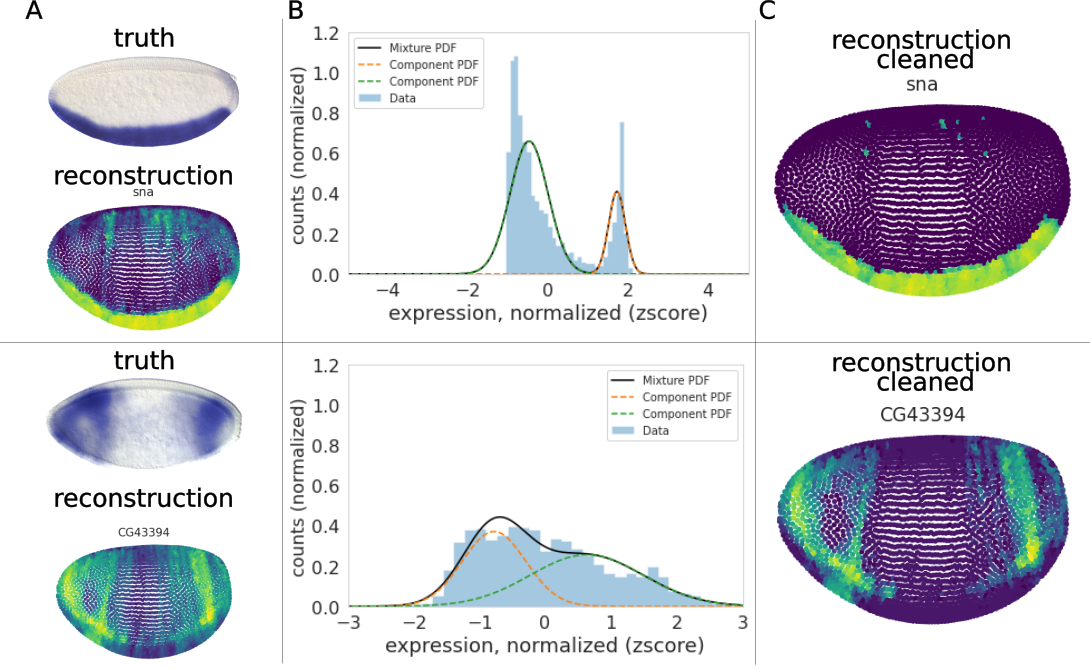 A
truth
reconstruction
sna
truth
reconstruction
CG43394
B
1.2
1.0
0.8
0.6
0.4
0.2
0.0
−4
−2
0
2
4
counts (normalized)
expression, normalized (zscore)
Mixture PDF
Component PDF
Component PDF
Data
1.2
1.0
0.8
0.6
0.4
0.2
0.0
−3
−2
−1
0
1
2
3
counts (normalized)
expression, normalized (zscore)
Mixture PDF
Component PDF
Component PDF
Data
C
reconstruction
cleaned
sna
reconstruction
cleaned
CG43394